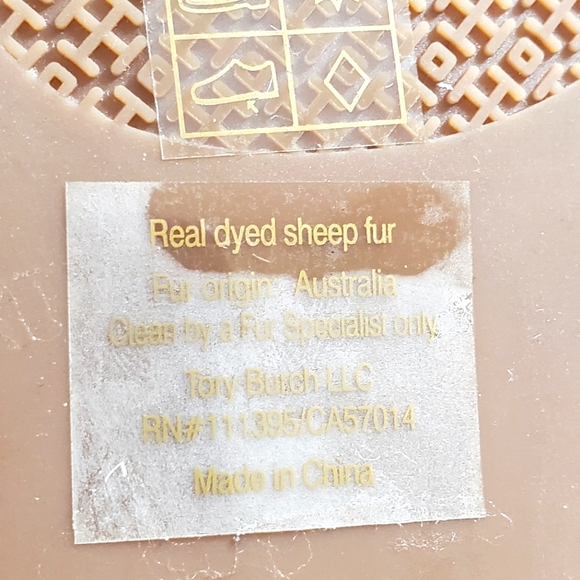 Real dyed sheep fur
Fur origin: Australia
Clean by a Fur Specialist only
Tory Burch LLC
RN#111395/CA57014
Made in China